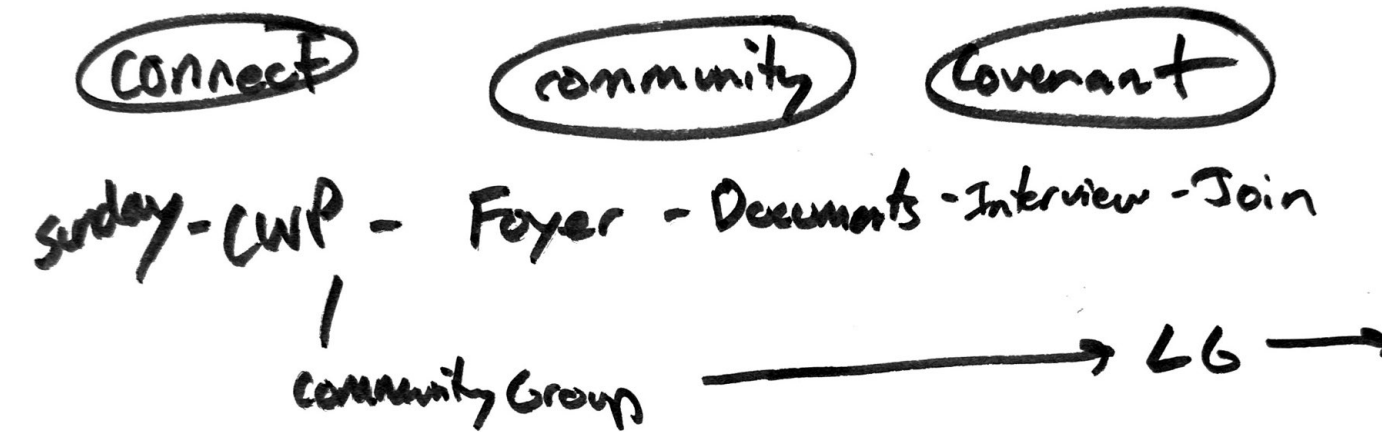 connect community Covenant
Sunday - CWP - Foyer - Documents - Interview - Join
Community Group → LG →